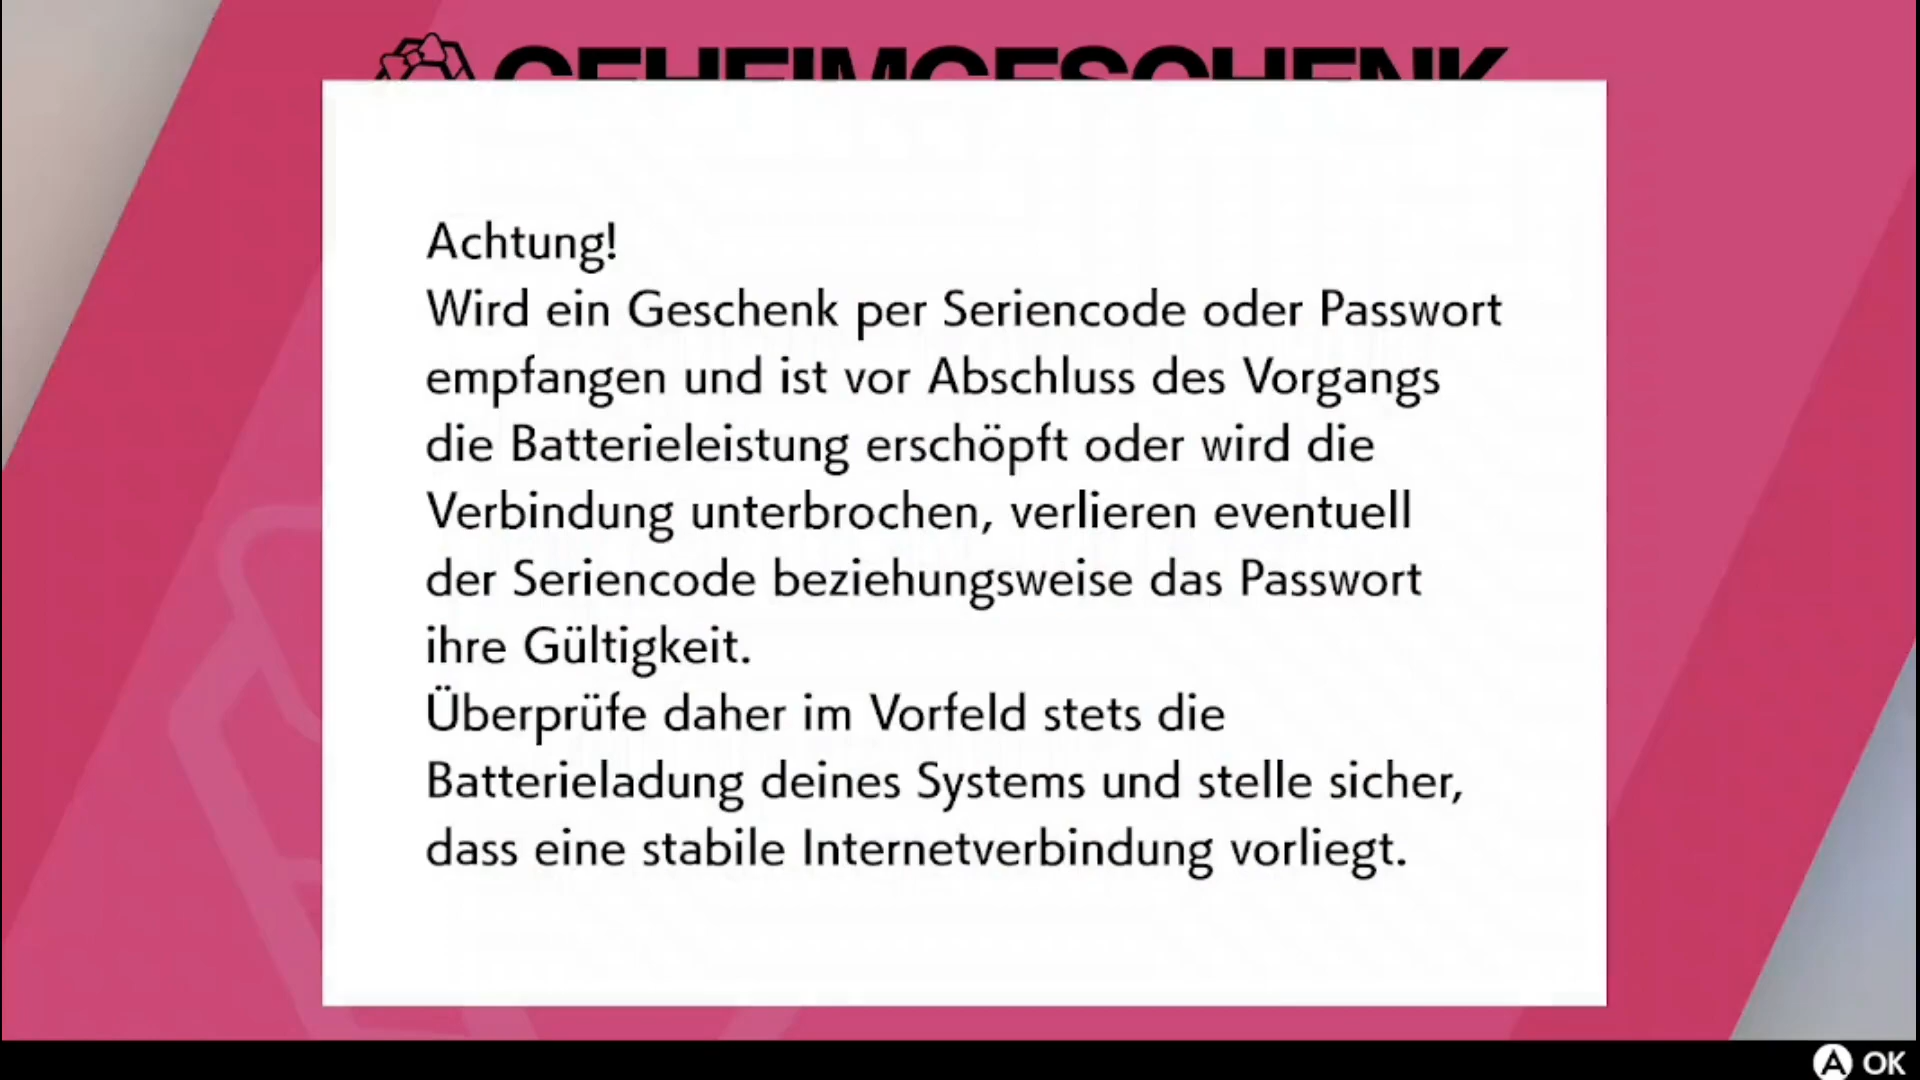 GEHEIMGESCHENK
Achtung!
Wird ein Geschenk per Seriencode oder Passwort
empfangen und ist vor Abschluss des Vorgangs
die Batterieleistung erschöpft oder wird die
Verbindung unterbrochen, verlieren eventuell
der Seriencode beziehungsweise das Passwort
ihre Gültigkeit.
Überprüfe daher im Vorfeld stets die
Batterieladung deines Systems und stelle sicher,
dass eine stabile Internetverbindung vorliegt.
A OK